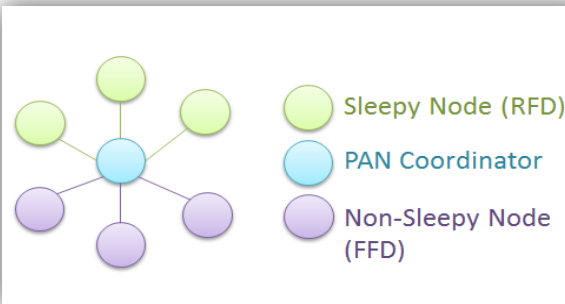 Sleepy Node (RFD)
PAN Coordinator
Non-Sleepy Node
(FFD)